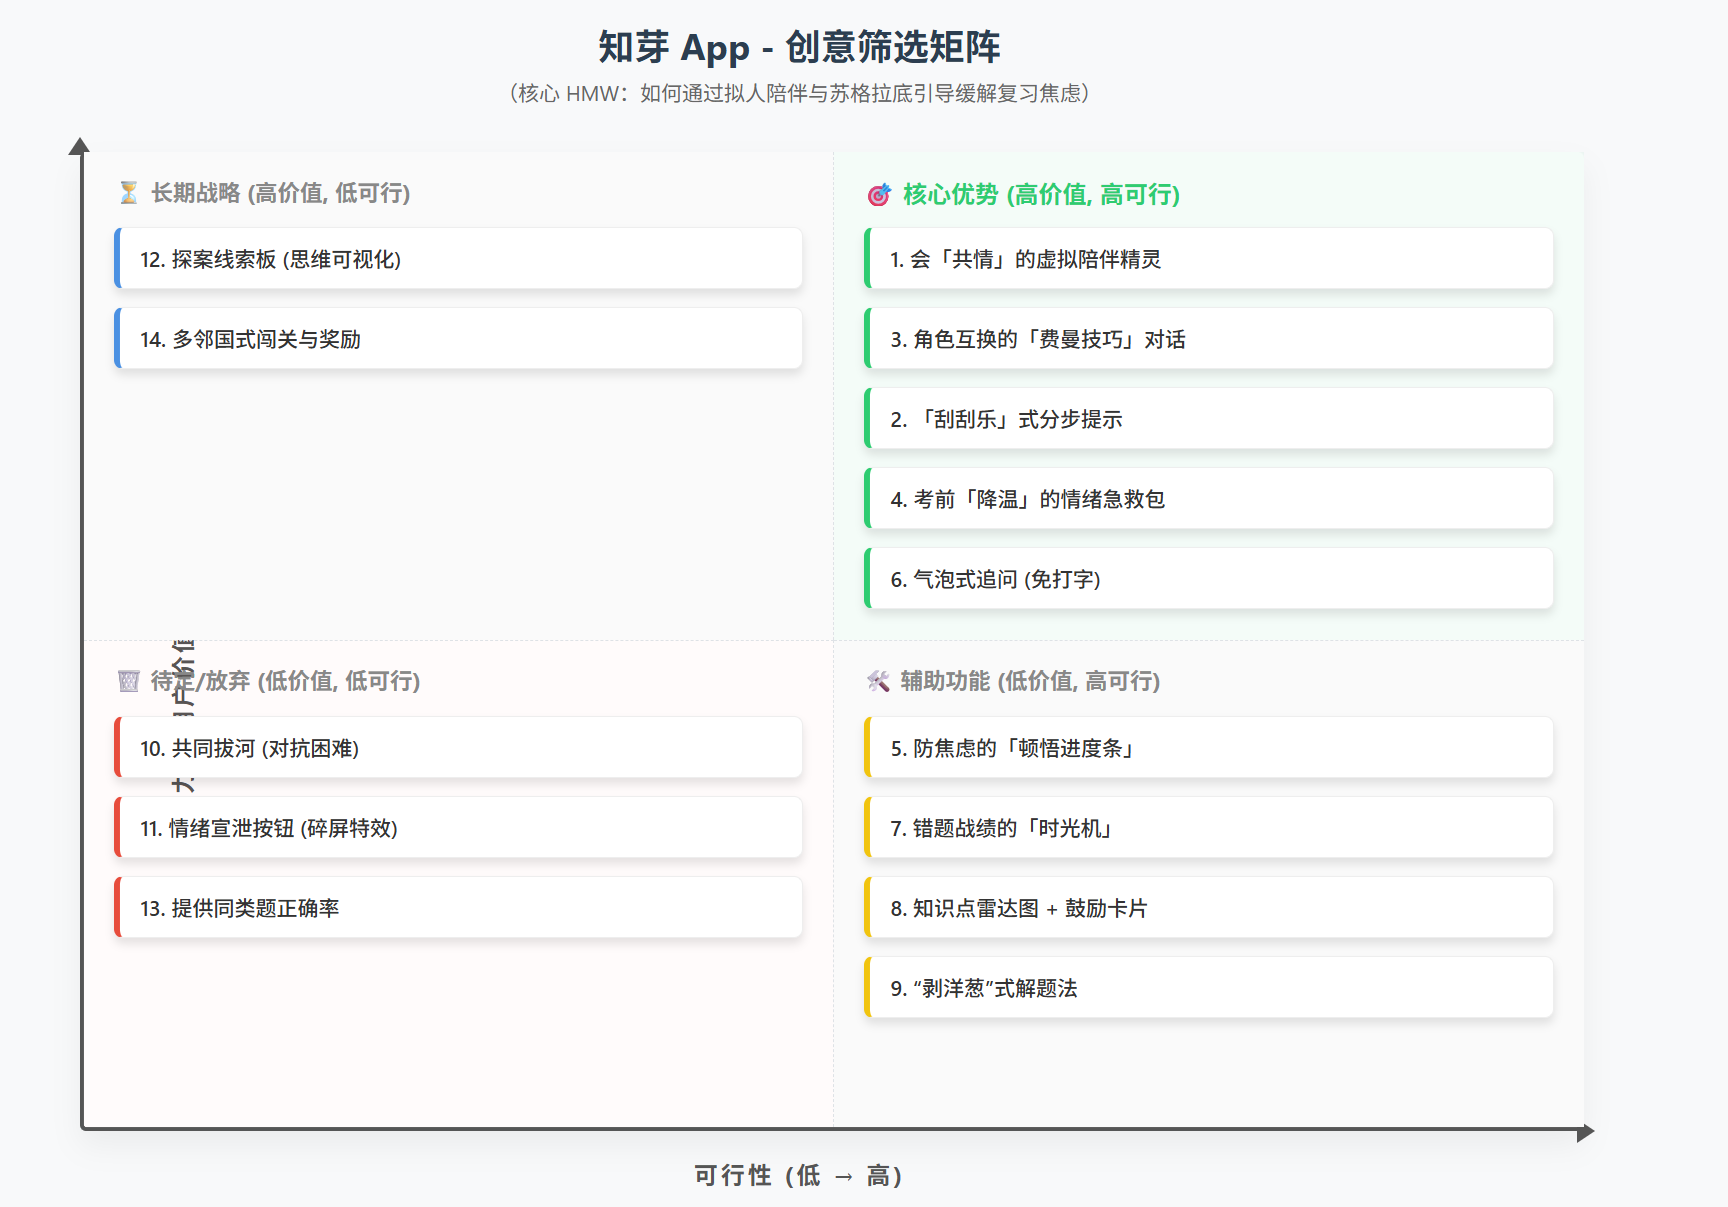 知芽 App - 创意筛选矩阵
（核心 HMW：如何通过拟人陪伴与苏格拉底引导缓解复习焦虑）
长期战略 (高价值, 低可行)
12. 探案线索板 (思维可视化)
14. 多邻国式闯关与奖励
核心优势 (高价值, 高可行)
1. 会「共情」的虚拟陪伴精灵
3. 角色互换的「费曼技巧」对话
2. 「刮刮乐」式分步提示
4. 考前「降温」的情绪急救包
6. 气泡式追问 (免打字)
待定/放弃 (低价值, 低可行)
10. 共同拔河 (对抗困难)
11. 情绪宣泄按钮 (碎屏特效)
13. 提供同类题正确率
辅助功能 (低价值, 高可行)
5. 防焦虑的「顿悟进度条」
7. 错题战绩的「时光机」
8. 知识点雷达图 + 鼓励卡片
9. “剥洋葱”式解题法
户价值
可行性 (低 → 高)